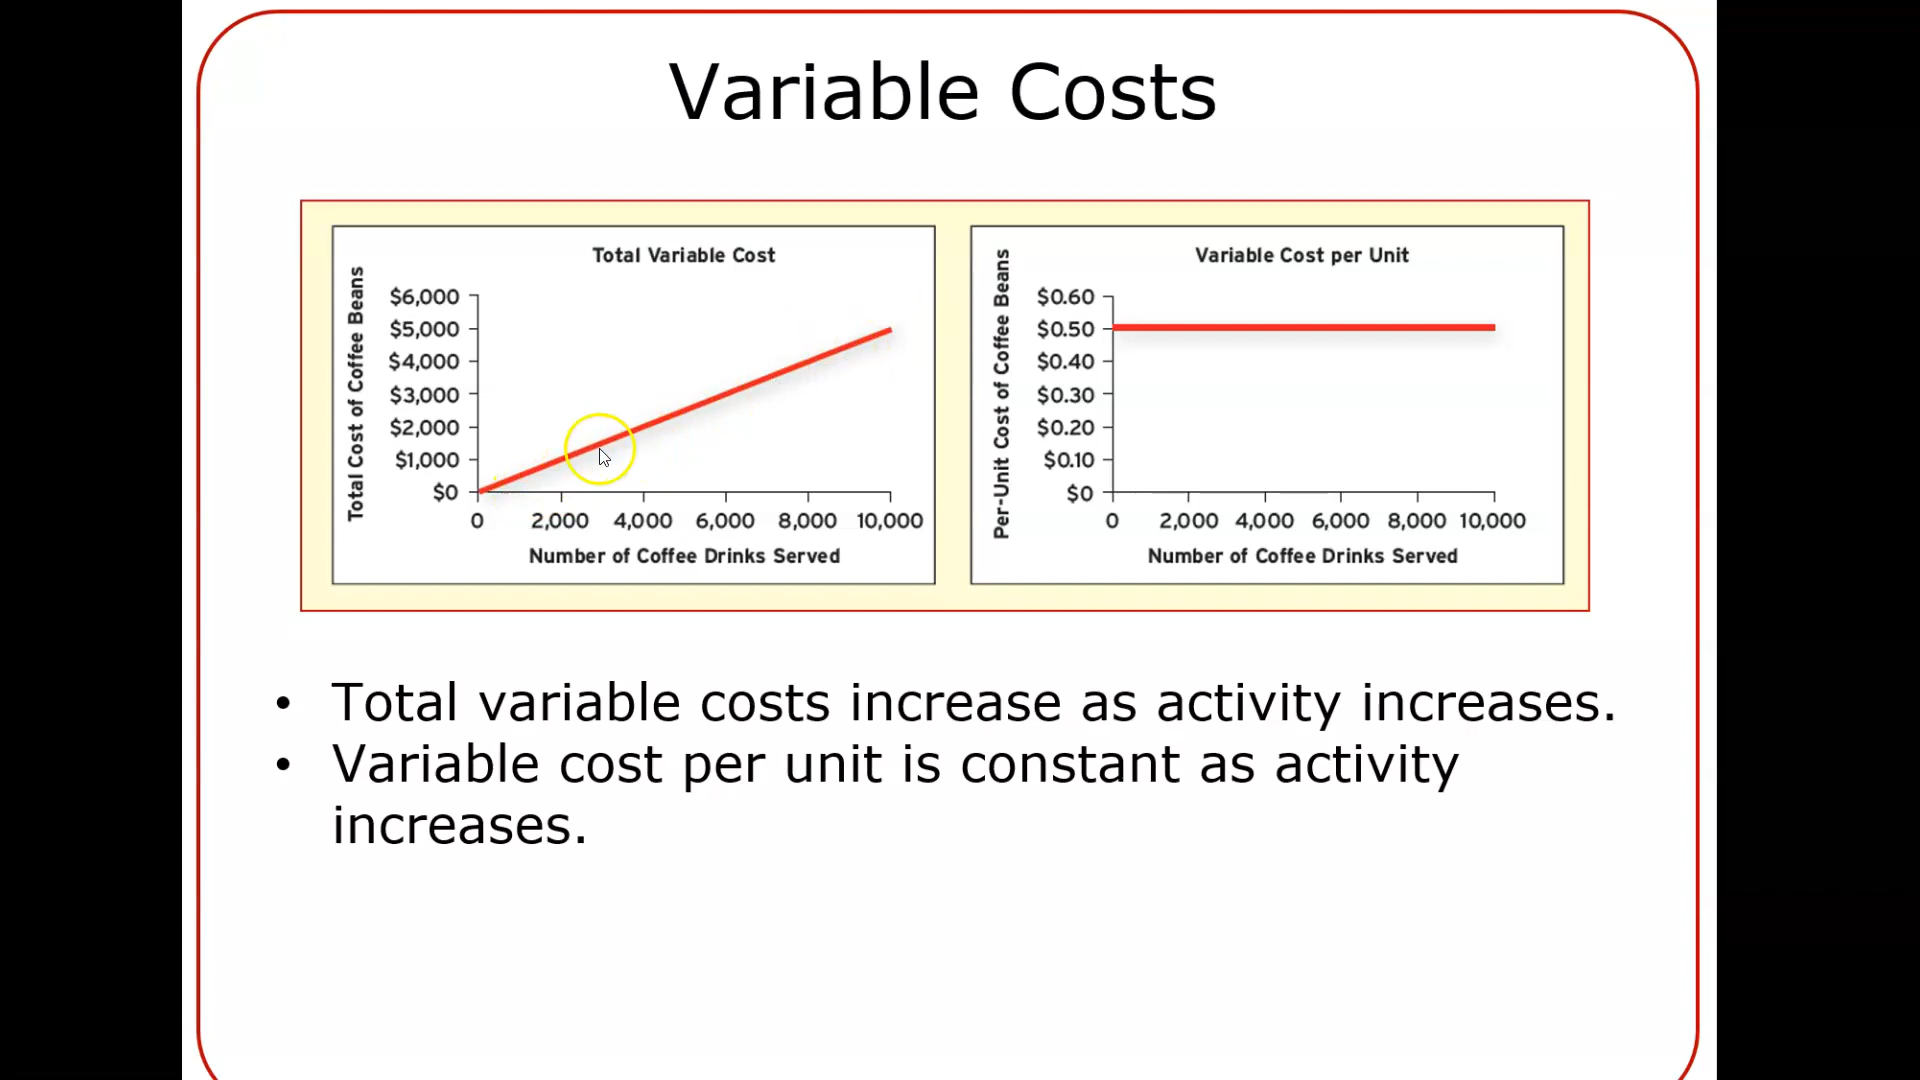 Variable Costs
Total Variable Cost
Total Cost of Coffee Beans
$6,000
$5,000
$4,000
$3,000
$2,000
$1,000
$0
0 2,000 4,000 6,000 8,000 10,000
Number of Coffee Drinks Served
Variable Cost per Unit
Per-Unit Cost of Coffee Beans
$0.60
$0.50
$0.40
$0.30
$0.20
$0.10
$0
0 2,000 4,000 6,000 8,000 10,000
Number of Coffee Drinks Served
• Total variable costs increase as activity increases.
• Variable cost per unit is constant as activity
increases.